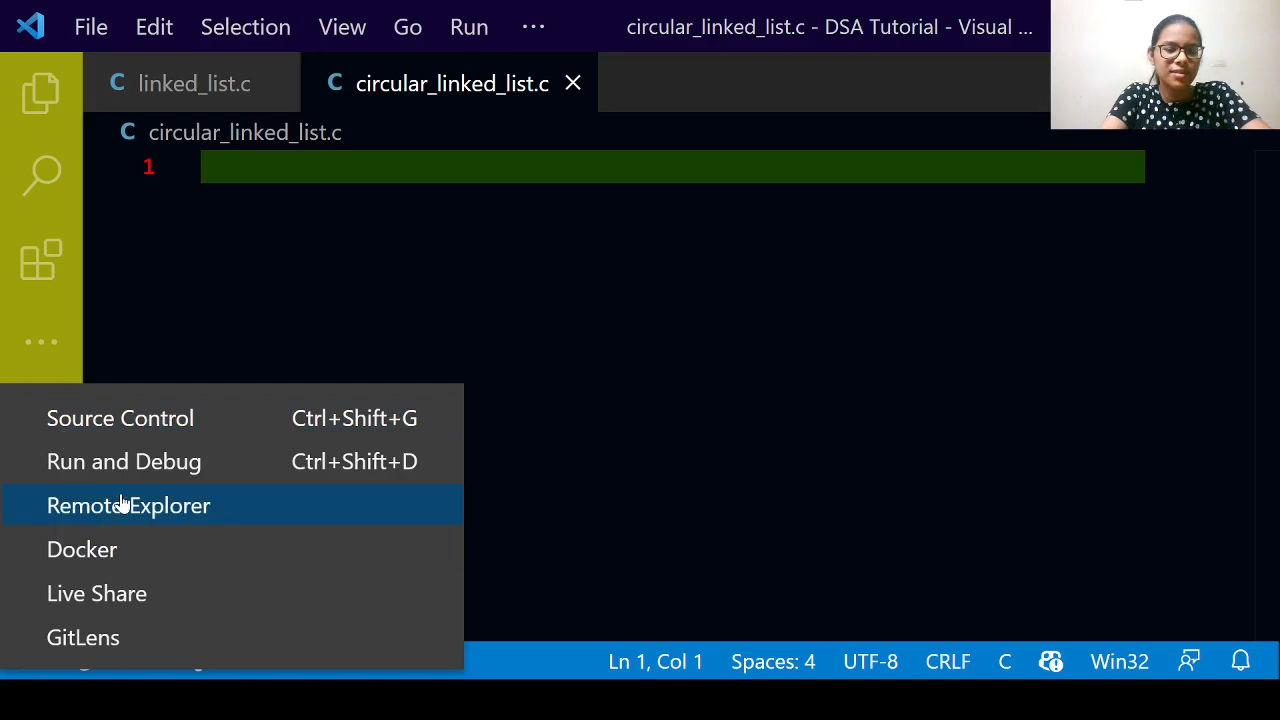 File Edit Selection View Go Run ··· circular_linked_list.c - DSA Tutorial - Visual ...
C linked_list.c C circular_linked_list.c
C circular_linked_list.c
1
Source Control Ctrl+Shift+G
Run and Debug Ctrl+Shift+D
Remote Explorer
Docker
Live Share
GitLens
Ln 1, Col 1 Spaces: 4 UTF-8 CRLF C Win32